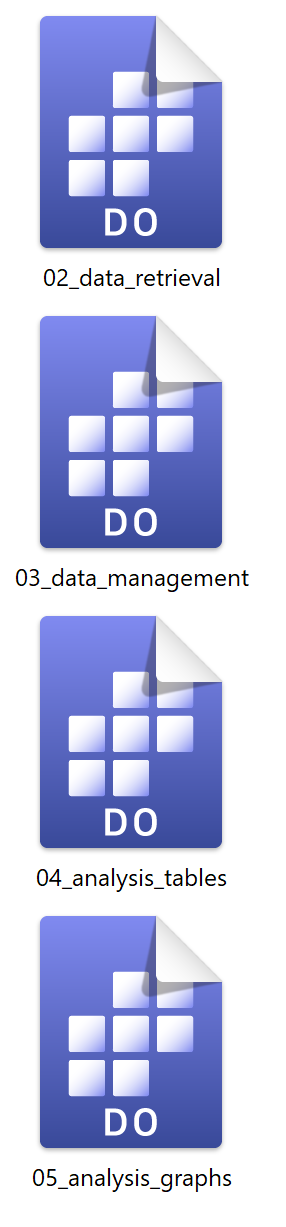 DO
02_data_retrieval
DO
03_data_management
DO
04_analysis_tables
DO
05_analysis_graphs